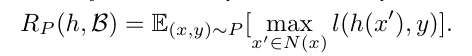 $R_P(h, \mathcal{B}) = \mathbb{E}_{(x,y)\sim P}[\max_{x' \in N(x)} l(h(x'), y)].$